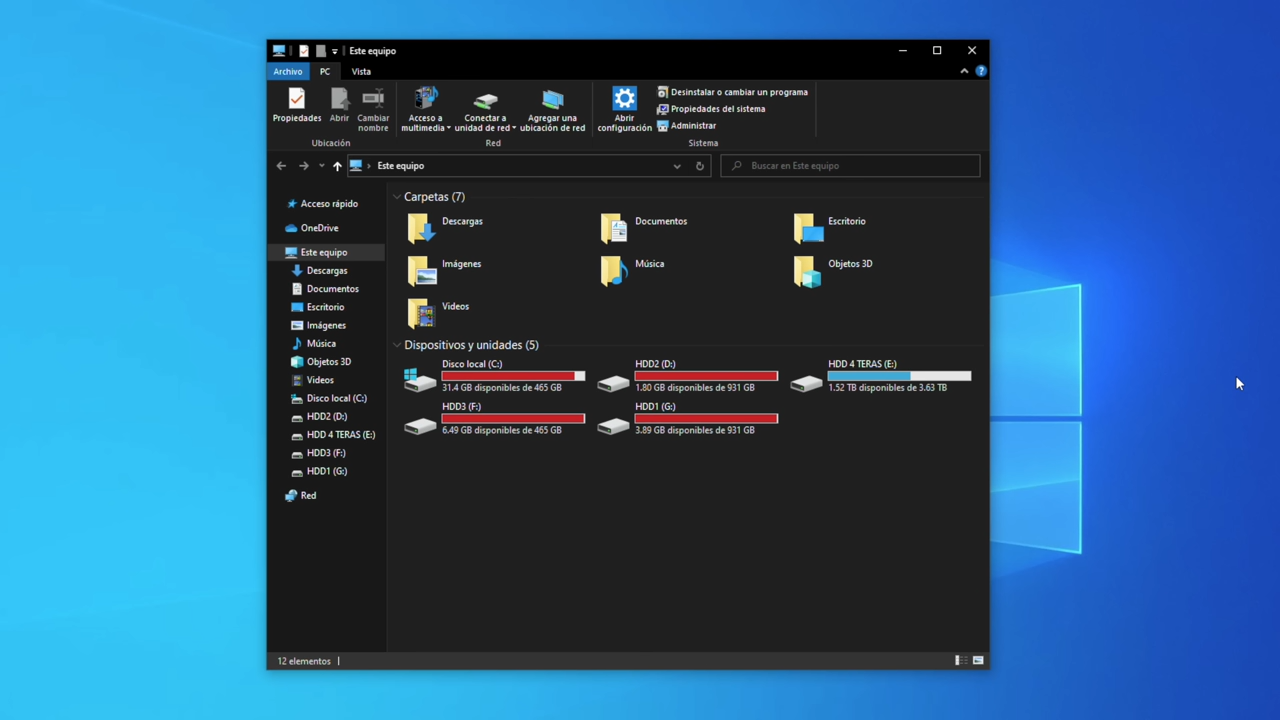 Este equipo
Archivo PC Vista
Propiedades
Abrir
Cambiar
nombre
Ubicación
Acceso a
multimedia
Conectar a
unidad de red
Agregar una
ubicación de red
Red
Abrir
configuración
Desinstalar o cambiar un programa
Propiedades del sistema
Administrar
Sistema
Este equipo
Buscar en Este equipo
Acceso rápido
OneDrive
Este equipo
Descargas
Documentos
Escritorio
Imágenes
Música
Objetos 3D
Videos
Disco local (C:)
HDD2 (D:)
HDD 4 TERAS (E:)
HDD3 (F:)
HDD1 (G:)
Red
Carpetas (7)
Descargas
Documentos
Escritorio
Imágenes
Música
Objetos 3D
Videos
Dispositivos y unidades (5)
Disco local (C:)
31.4 GB disponibles de 465 GB
HDD2 (D:)
1.80 GB disponibles de 931 GB
HDD 4 TERAS (E:)
1.52 TB disponibles de 3.63 TB
HDD3 (F:)
6.49 GB disponibles de 465 GB
HDD1 (G:)
3.89 GB disponibles de 931 GB
12 elementos